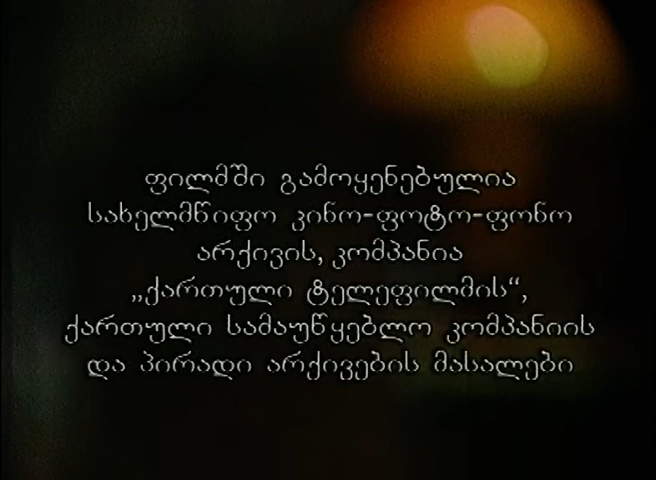 ფილმში გამოყენებულია
სახელმწიფო კინო-ფოტო-ფონო
არქივის, კომპანია
„ქართული ტელეფილმის“,
ქართული სამაუწყებლო კომპანიის
და პირადი არქივების მასალები